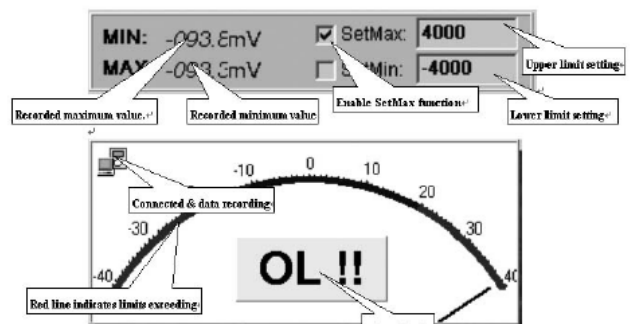 MIN: -093.8mV
SetMax: 4000
MAX -093.3mV
SetMin: -4000
Upper limit setting
Recorded maximum value.
Recorded minimum value
Enable SetMax function
Lower limit setting
-10 0 10
20
Connected & data recording
-30
30
-40
40
OL !!
Red line indicates limits exceeding